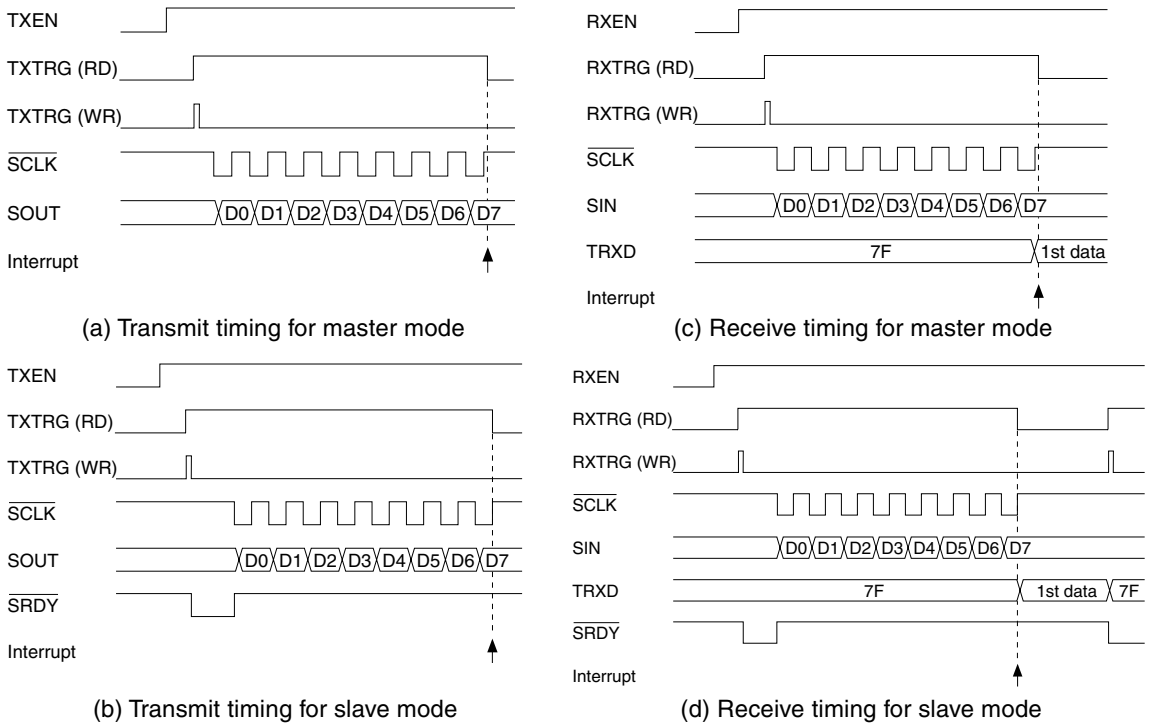 TXEN
TXTRG (RD)
TXTRG (WR)
SCLK
SOUT D0 D1 D2 D3 D4 D5 D6 D7
Interrupt
(a) Transmit timing for master mode
RXEN
RXTRG (RD)
RXTRG (WR)
SCLK
SIN D0 D1 D2 D3 D4 D5 D6 D7
TRXD 7F 1st data
Interrupt
(c) Receive timing for master mode
TXEN
TXTRG (RD)
TXTRG (WR)
SCLK
SOUT D0 D1 D2 D3 D4 D5 D6 D7
SRDY
Interrupt
(b) Transmit timing for slave mode
RXEN
RXTRG (RD)
RXTRG (WR)
SCLK
SIN D0 D1 D2 D3 D4 D5 D6 D7
TRXD 7F 1st data 7F
SRDY
Interrupt
(d) Receive timing for slave mode